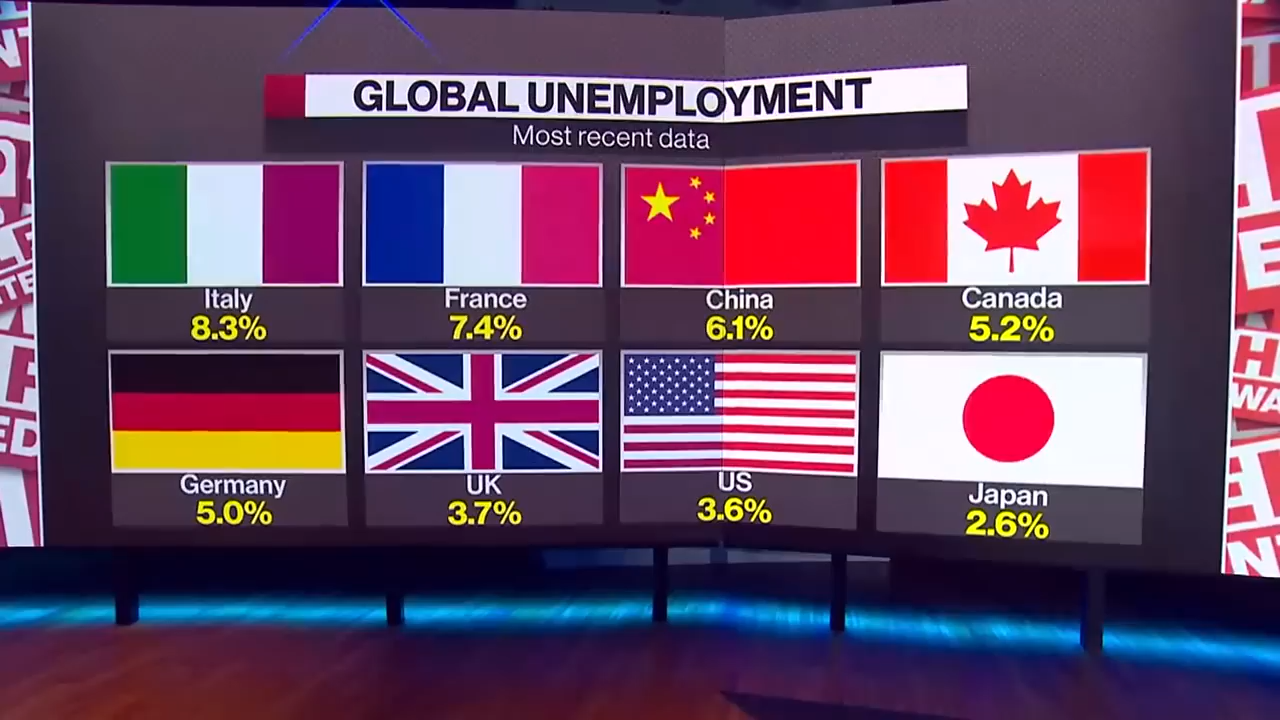 GLOBAL UNEMPLOYMENT
Most recent data
Italy
8.3%
France
7.4%
China
6.1%
Canada
5.2%
Germany
5.0%
UK
3.7%
US
3.6%
Japan
2.6%